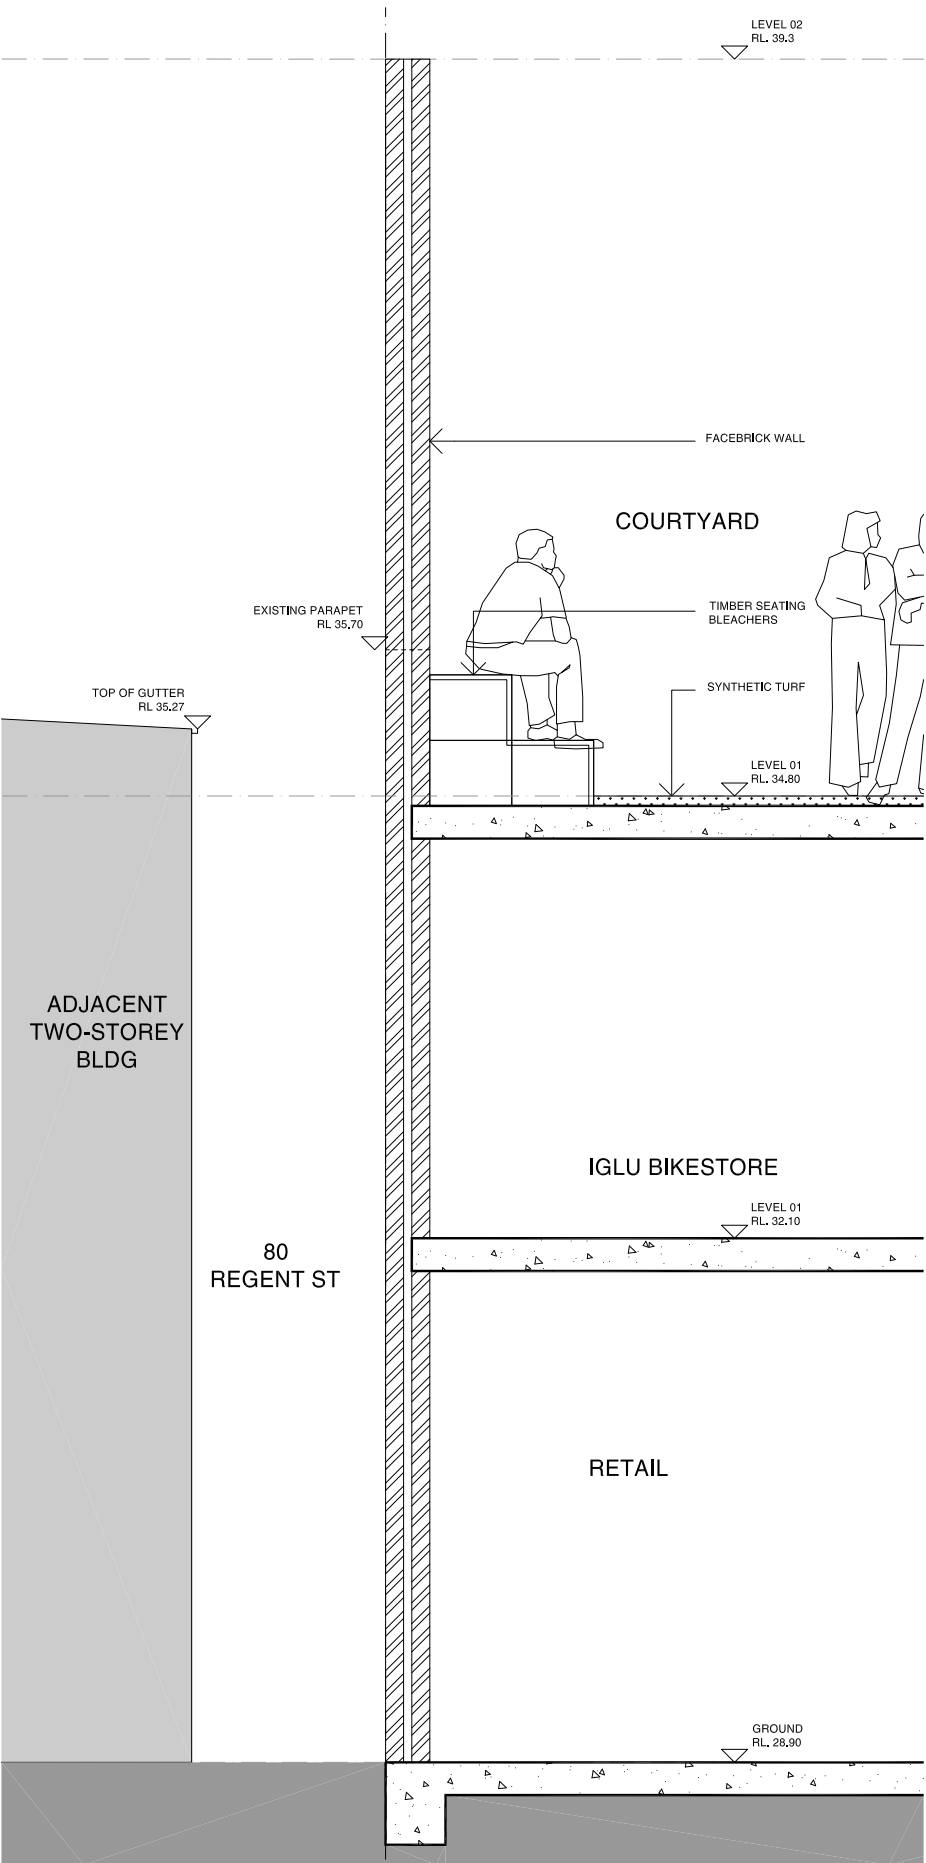 LEVEL 02
RL. 39.3
FACEBRICK WALL
COURTYARD
EXISTING PARAPET
RL 35.70
TIMBER SEATING
BLEACHERS
TOP OF GUTTER
RL 35.27
SYNTHETIC TURF
LEVEL 01
RL. 34.80
ADJACENT
TWO-STOREY
BLDG
IGLU BIKESTORE
LEVEL 01
RL. 32.10
80
REGENT ST
RETAIL
GROUND
RL. 28.90